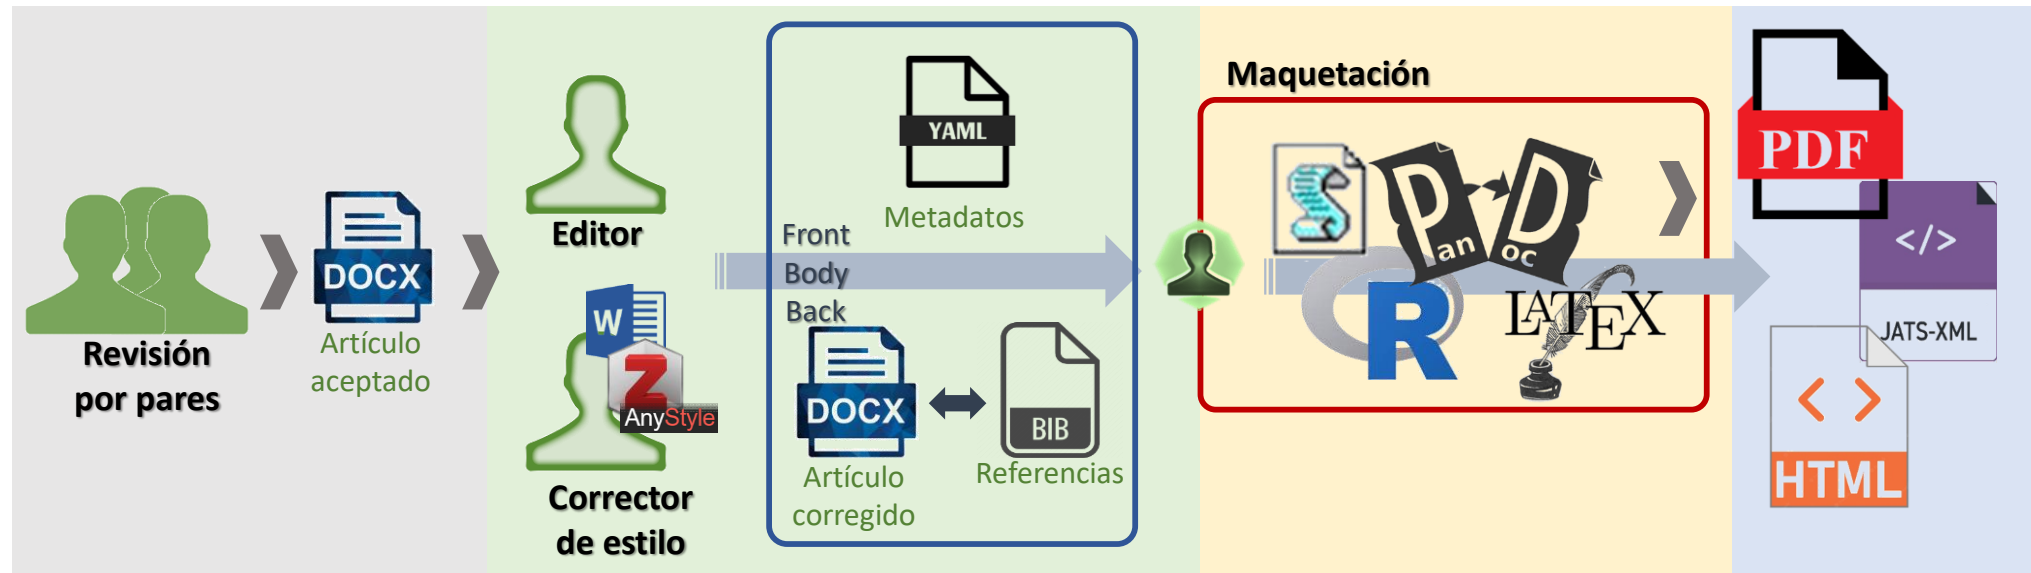 Revisión
por pares
DOCX
Artículo
aceptado
Editor
W
Z
AnyStyle
Corrector
de estilo
YAML
Metadatos
Front
Body
Back
DOCX
Artículo
corregido
BIB
Referencias
Maquetación
S
Pan
Doc
R
LATEX
PDF
</>
JATS-XML
< >
HTML